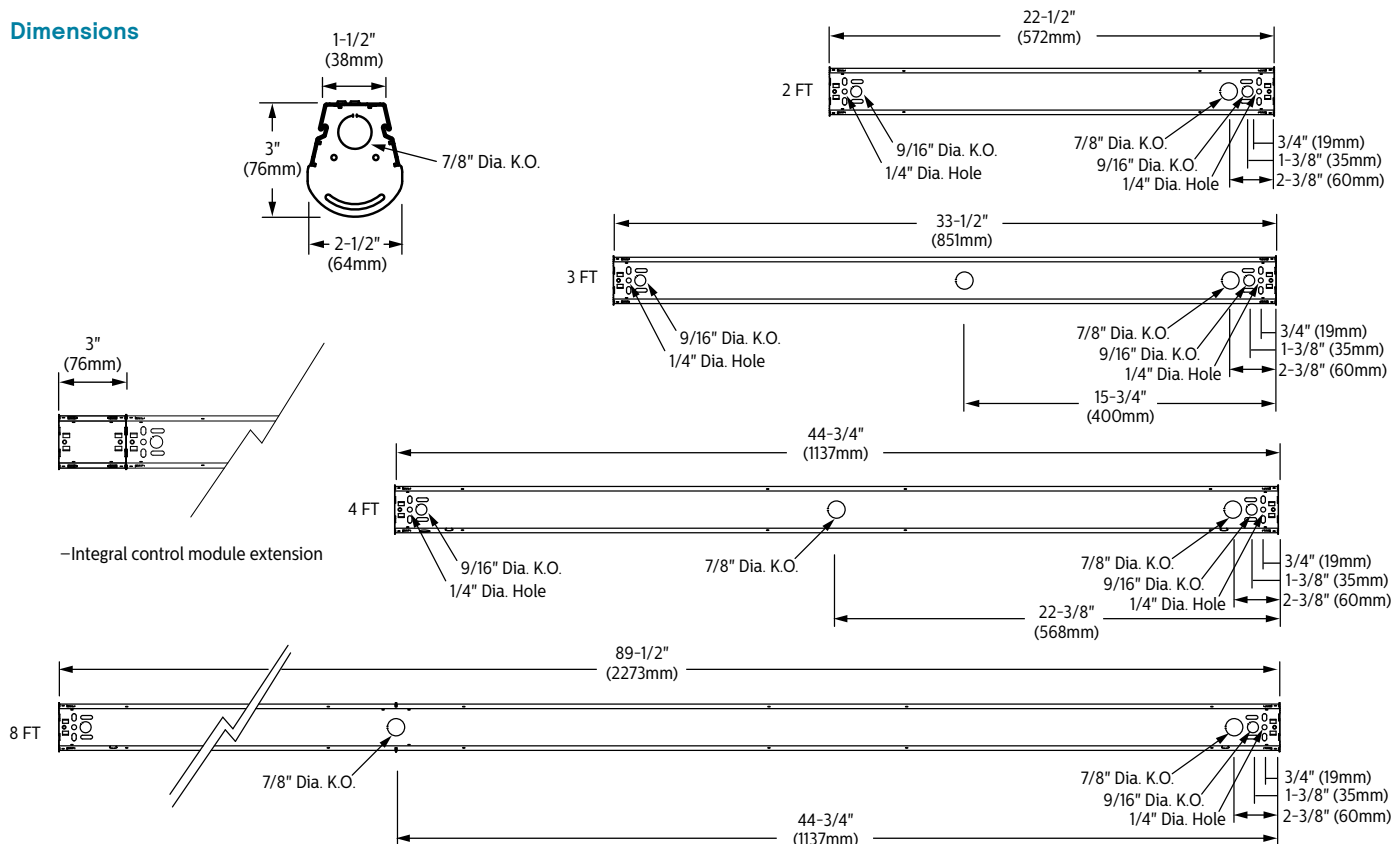 Dimensions
1-1/2"
(38mm)
3"
(76mm)
7/8" Dia. K.O.
2-1/2"
(64mm)
22-1/2"
(572mm)
2 FT
9/16" Dia. K.O.
1/4" Dia. Hole
7/8" Dia. K.O.
9/16" Dia. K.O.
1/4" Dia. Hole
3/4" (19mm)
1-3/8" (35mm)
2-3/8" (60mm)
33-1/2"
(851mm)
3 FT
9/16" Dia. K.O.
1/4" Dia. Hole
7/8" Dia. K.O.
9/16" Dia. K.O.
1/4" Dia. Hole
3/4" (19mm)
1-3/8" (35mm)
2-3/8" (60mm)
15-3/4"
(400mm)
3"
(76mm)
–Integral control module extension
44-3/4"
(1137mm)
4 FT
9/16" Dia. K.O.
1/4" Dia. Hole
7/8" Dia. K.O.
7/8" Dia. K.O.
9/16" Dia. K.O.
1/4" Dia. Hole
3/4" (19mm)
1-3/8" (35mm)
2-3/8" (60mm)
22-3/8"
(568mm)
89-1/2"
(2273mm)
8 FT
7/8" Dia. K.O.
7/8" Dia. K.O.
9/16" Dia. K.O.
1/4" Dia. Hole
3/4" (19mm)
1-3/8" (35mm)
2-3/8" (60mm)
44-3/4"
(1137mm)